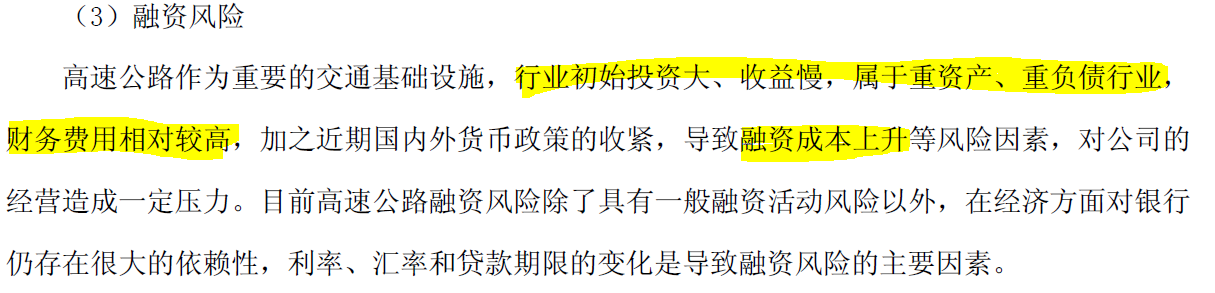 （3）融资风险
高速公路作为重要的交通基础设施，行业初始投资大、收益慢，属于重资产、重负债行业，
财务费用相对较高，加之近期国内外货币政策的收紧，导致融资成本上升等风险因素，对公司的
经营造成一定压力。目前高速公路融资风险除了具有一般融资活动风险以外，在经济方面对银行
仍存在很大的依赖性，利率、汇率和贷款期限的变化是导致融资风险的主要因素。